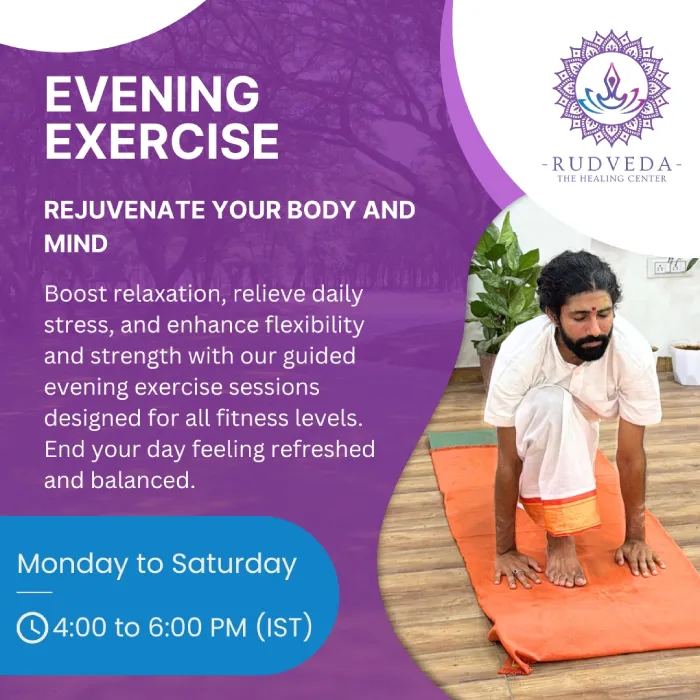 EVENING
EXERCISE
REJUVENATE YOUR BODY AND
MIND
Boost relaxation, relieve daily
stress, and enhance flexibility
and strength with our guided
evening exercise sessions
designed for all fitness levels.
End your day feeling refreshed
and balanced.
Monday to Saturday
4:00 to 6:00 PM (IST)
-RUDVEDA-
THE HEALING CENTER